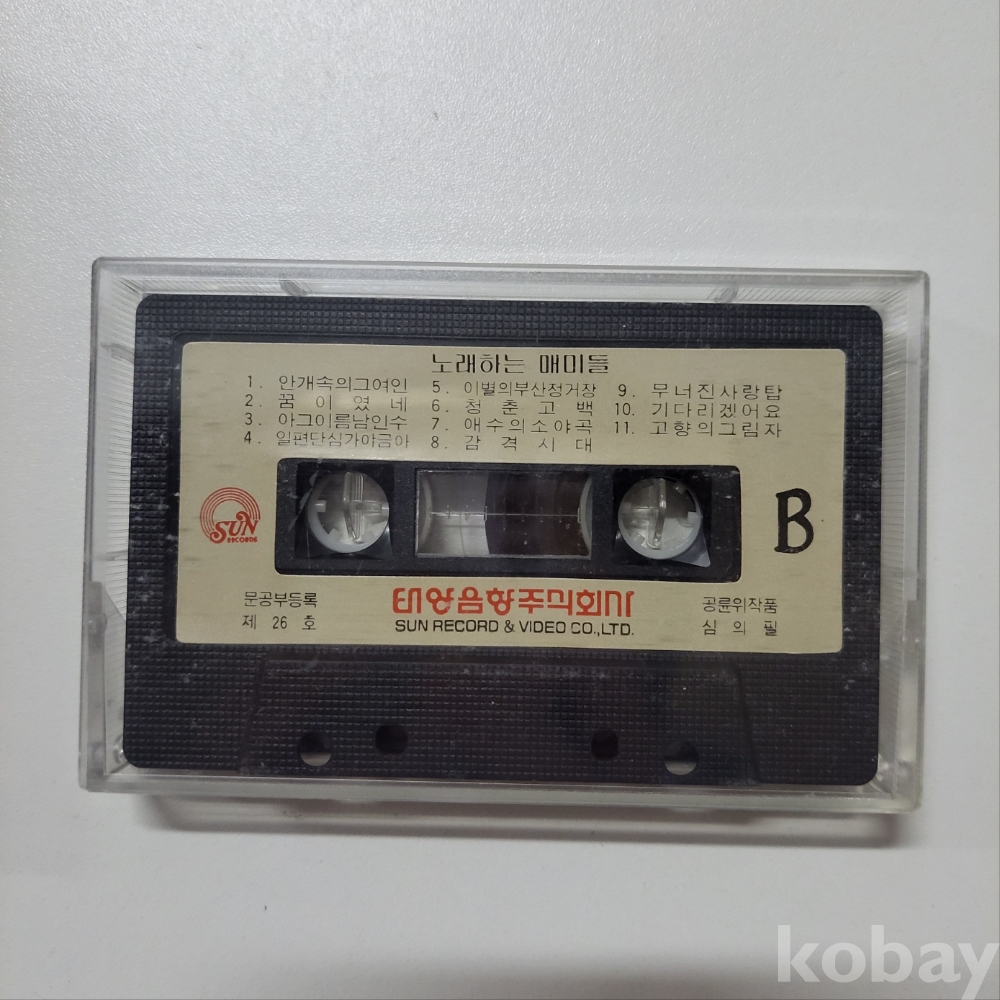 노래하는 매미들
1. 안개속의그여인
2. 꿈이였네
3. 아그이름남인수
4. 일편단심가야금아
5. 이별의부산정거장
6. 청춘고백
7. 애수의소야곡
8. 감격시대
9. 무너진사랑탑
10. 기다리겠어요
11. 고향의그림자
SUN
RECORDS
B
문공부등록
제 26 호
태양음향주식회사
SUN RECORD & VIDEO CO.,LTD.
공륜위작품
심의필
kobay